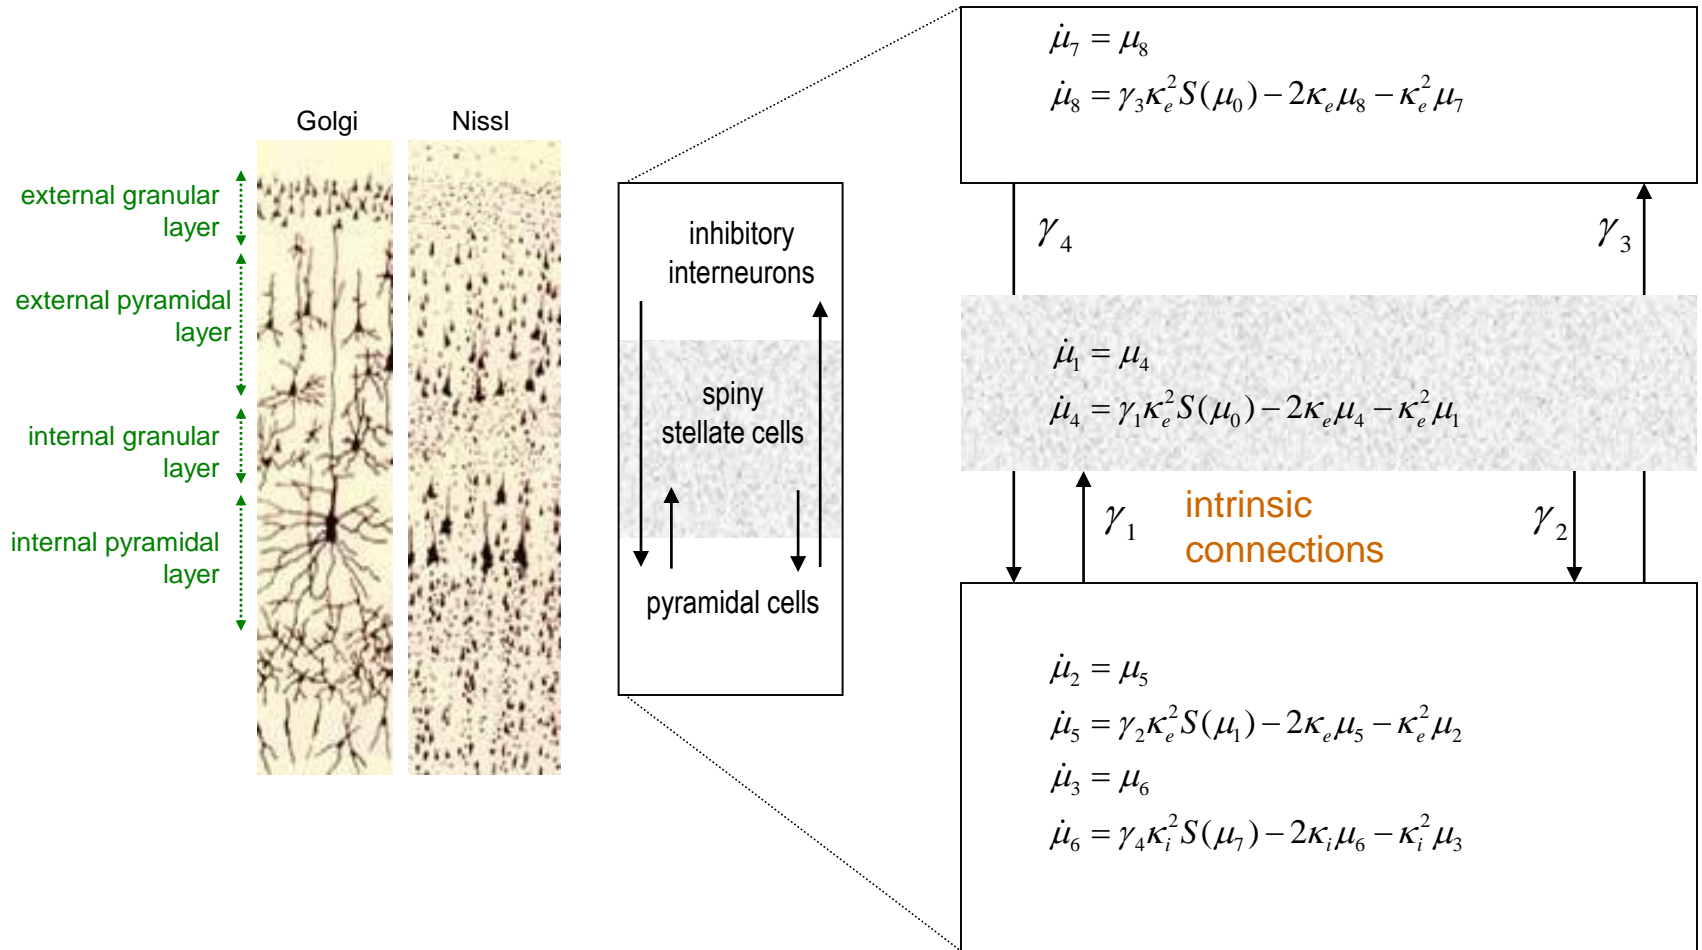 Golgi
Nissl
external granular
layer
external pyramidal
layer
internal granular
layer
internal pyramidal
layer
inhibitory
interneurons
spiny
stellate cells
pyramidal cells
μ̇₇ = μ₈
μ̇₈ = γ₃κₑ²S(μ₀) − 2κₑμ₈ − κₑ²μ₇
γ₄
γ₃
μ̇₁ = μ₄
μ̇₄ = γ₁κₑ²S(μ₀) − 2κₑμ₄ − κₑ²μ₁
γ₁
intrinsic
connections
γ₂
μ̇₂ = μ₅
μ̇₅ = γ₂κₑ²S(μ₁) − 2κₑμ₅ − κₑ²μ₂
μ̇₃ = μ₆
μ̇₆ = γ₄κᵢ²S(μ₇) − 2κᵢμ₆ − κᵢ²μ₃